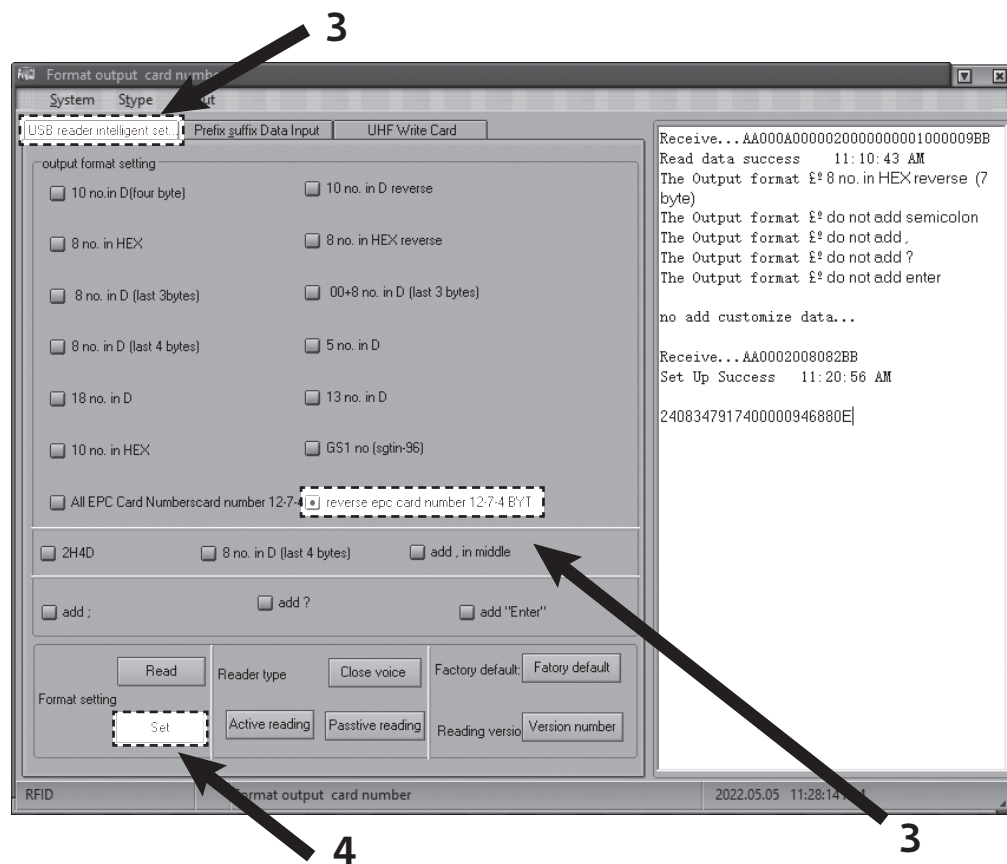 3
Format output card numb
System Stype ut
USB reader intelligent set... Prefix suffix Data Input UHF Write Card
output format setting
10 no.in D(four byte) 10 no. in D reverse
8 no. in HEX 8 no. in HEX reverse
8 no. in D (last 3bytes) 00+8 no. in D (last 3 bytes)
8 no. in D (last 4 bytes) 5 no. in D
18 no. in D 13 no. in D
10 no. in HEX GS1 no (sgtin-96)
All EPC Card Numberscard number 12-7-4 reverse epc card number 12-7-4 BYT
2H4D 8 no. in D (last 4 bytes) add , in middle
add ; add ? add "Enter"
Read Reader type Close voice Factory default: Fatory default
Format setting
Set Active reading Passtive reading Reading versio Version number
Receive...AA000A00000200000000001000009BB
Read data success 11:10:43 AM
The Output format £º 8 no. in HEX reverse (7
byte)
The Output format £º do not add semicolon
The Output format £º do not add ,
The Output format £º do not add ?
The Output format £º do not add enter
no add customize data...
Receive...AA0002008082BB
Set Up Success 11:20:56 AM
2408347917400000946880E
RFID Format output card number 2022.05.05 11:28:14
4
3